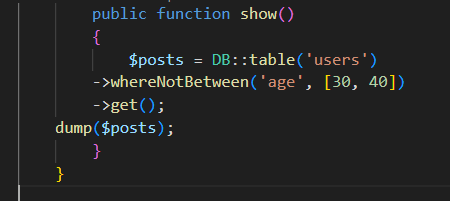 public function show()
{
$posts = DB::table('users')
->whereNotBetween('age', [30, 40])
->get();
dump($posts);
}
}